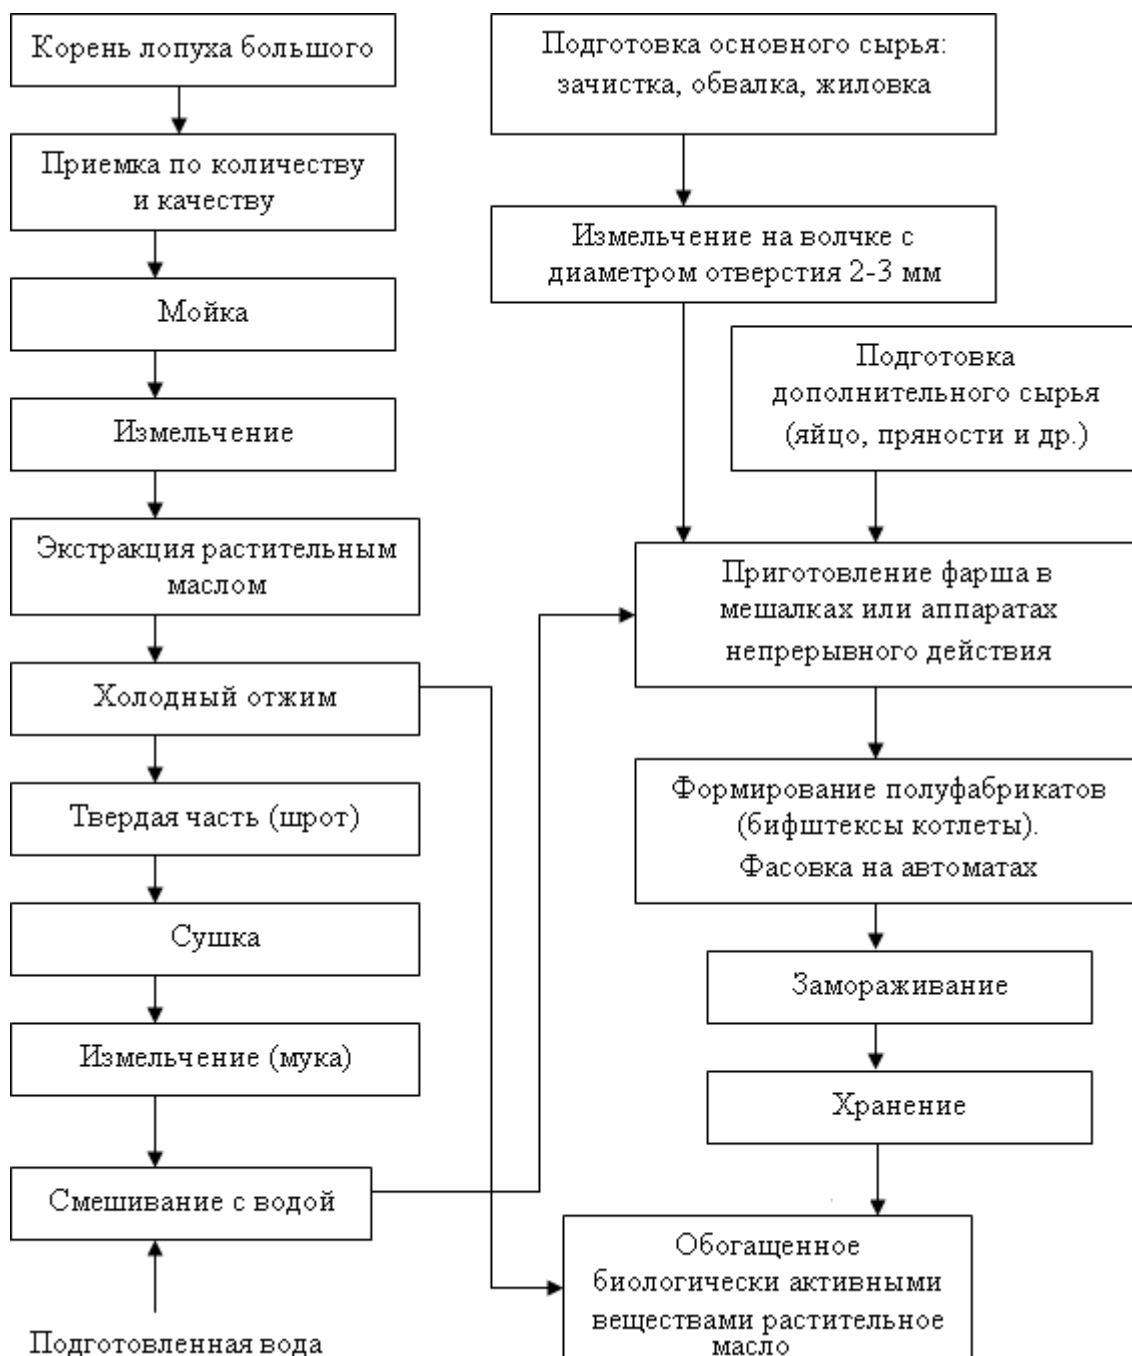 Корень лопуха большого
Приемка по количеству
и качеству
Мойка
Измельчение
Экстракция растительным
маслом
Холодный отжим
Твердая часть (шрот)
Сушка
Измельчение (мука)
Смешивание с водой
Подготовленная вода
Подготовка основного сырья:
зачистка, обвалка, жиловка
Измельчение на волчке с
диаметром отверстия 2-3 мм
Подготовка
дополнительного сырья
(яйцо, пряности и др.)
Приготовление фарша в
мешалках или аппаратах
непрерывного действия
Формирование полуфабрикатов
(бифштексы котлеты).
Фасовка на автоматах
Замораживание
Хранение
Обогащенное
биологически активными
веществами растительное
масло